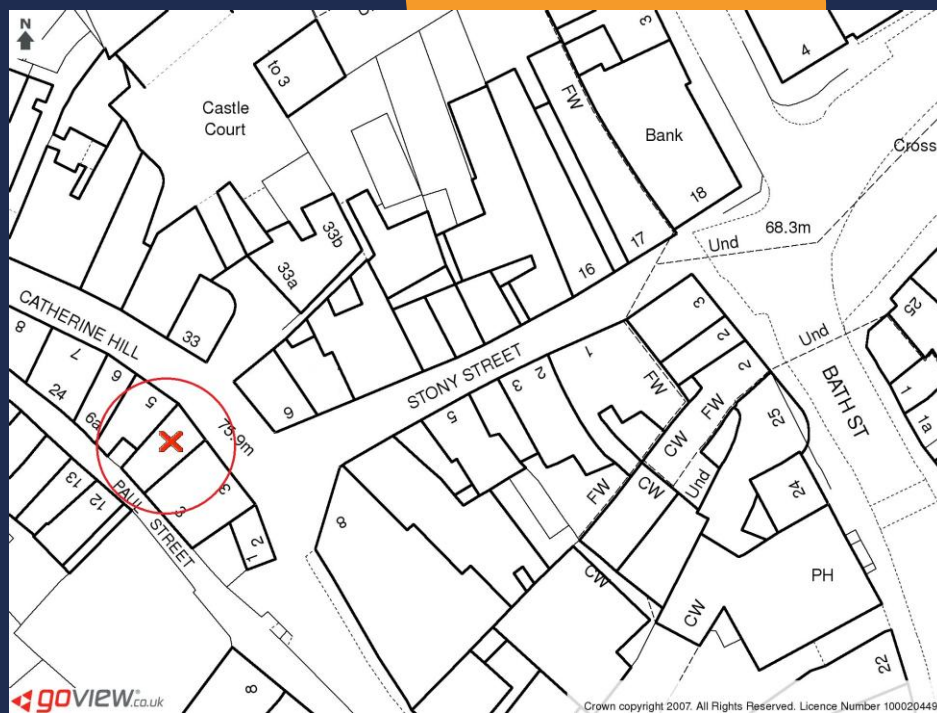 N
to 3
3
4
Castle
Court
FW
Bank
Cross
18
33b
17
Und
68.3m
33a
16
CATHERINE HILL
33
3
25
Und
8
7
6
2
1
STONY STREET
2
24
5
6
2
3
FW
FW
BATH ST
1
6a
75.9m
5
25
1a
CW
13
12
3
3
FW
CW
Und
24
PAUL STREET
8
2
1
CW
PH
CW
8
22
goview.co.uk
Crown copyright 2007. All Rights Reserved. Licence Number 100020449